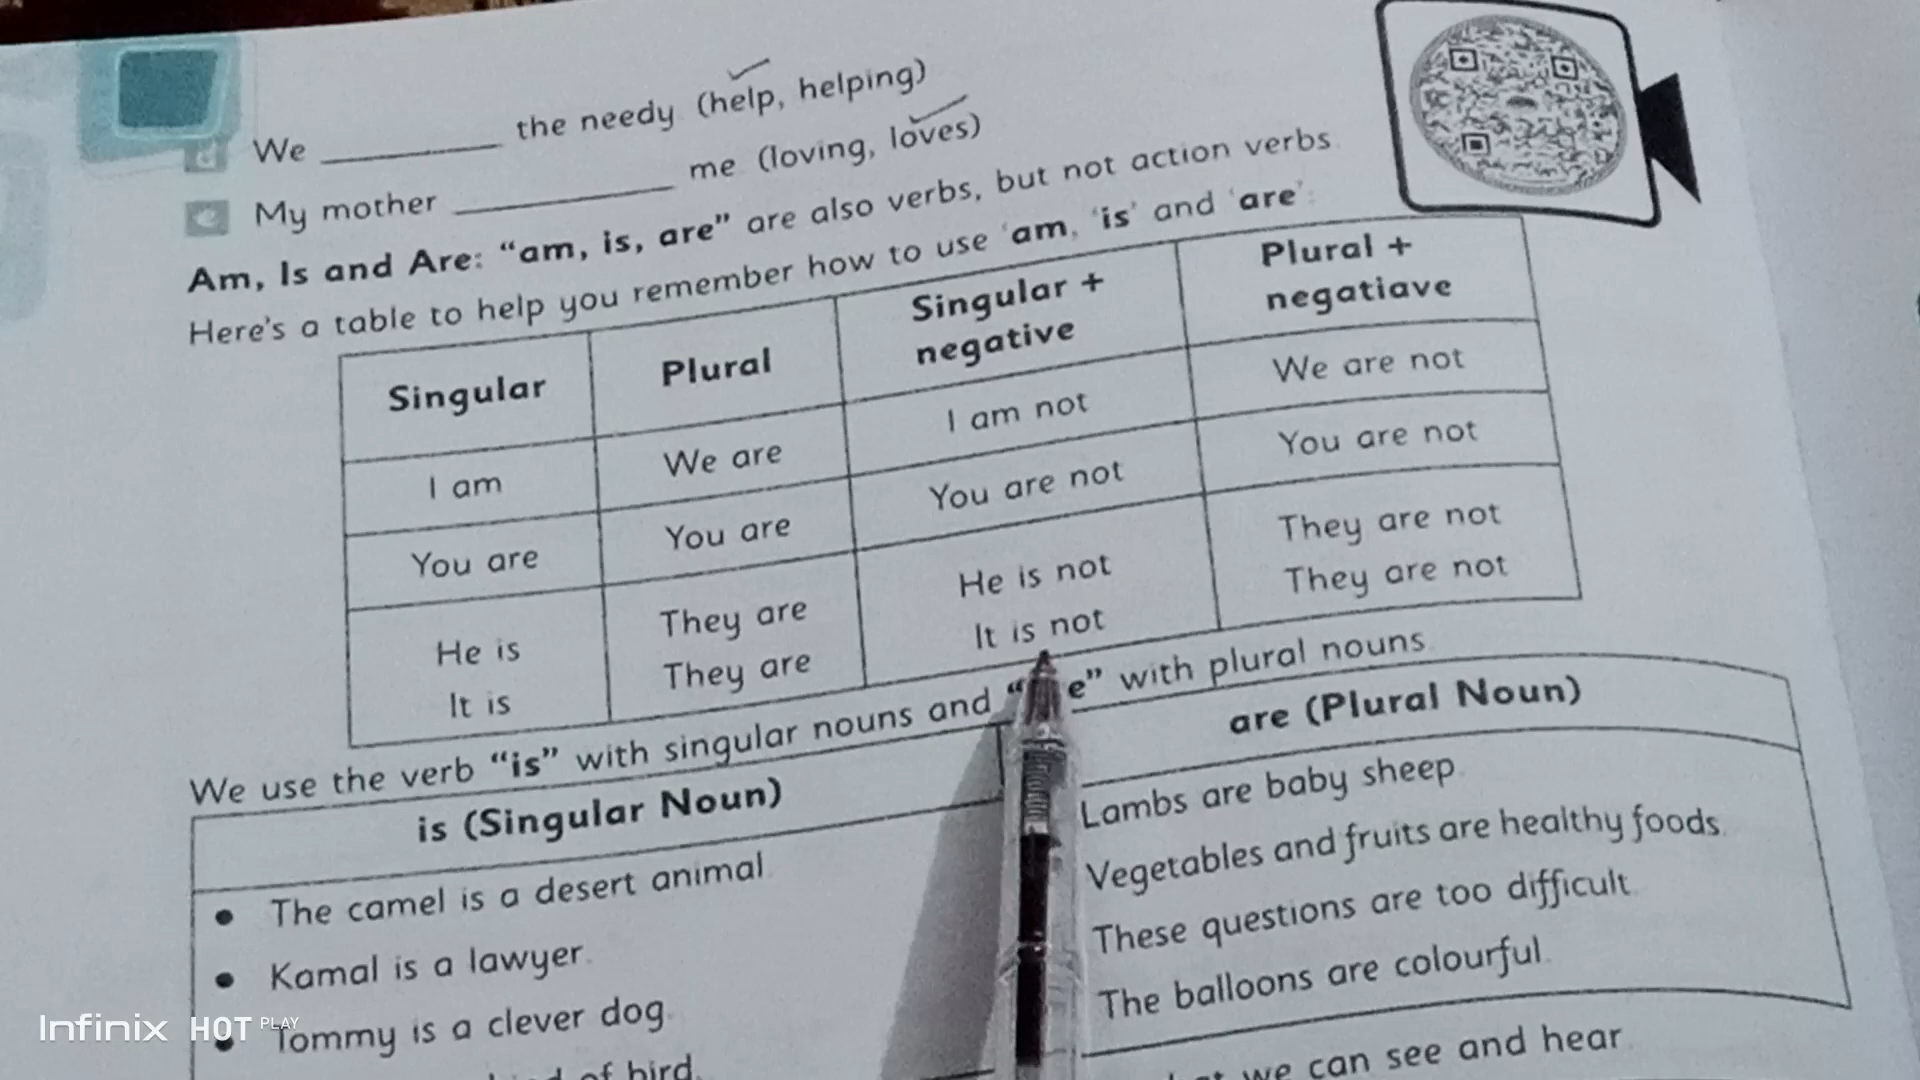 We ________ the needy (help, helping)
e My mother ________ me (loving, loves)
Am, Is and Are: “am, is, are” are also verbs, but not action verbs.
Here's a table to help you remember how to use 'am, 'is' and 'are':
Singular Plural Singular + negative Plural + negatiave
I am We are I am not We are not
You are You are You are not You are not
He is They are He is not They are not
It is They are It is not They are not
We use the verb “is” with singular nouns and “ e” with plural nouns.
is (Singular Noun) are (Plural Noun)
• The camel is a desert animal. Lambs are baby sheep.
• Kamal is a lawyer. Vegetables and fruits are healthy foods.
• Tommy is a clever dog. These questions are too difficult.
of bird. The balloons are colourful.
we can see and hear.
Infinix HOT PLAY